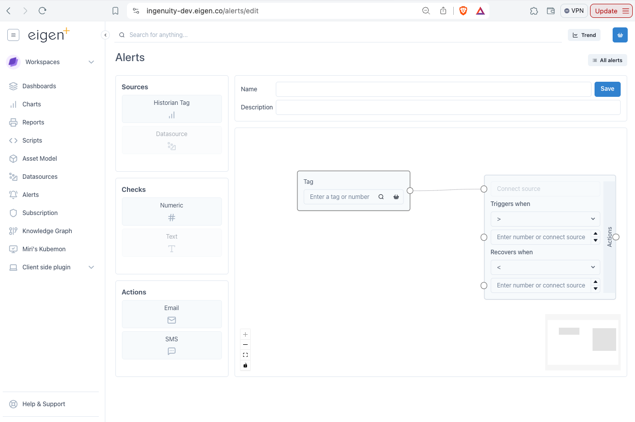 ingenuity-dev.eigen.co/alerts/edit
VPN
Update
eigen+
Search for anything...
Trend
Workspaces
Alerts
All alerts
Dashboards
Charts
Reports
Scripts
Asset Model
Datasources
Alerts
Subscription
Knowledge Graph
Miri's Kubemon
Client side plugin
Help & Support
Sources
Historian Tag
Datasource
Checks
Numeric
Text
Actions
Email
SMS
Name
Save
Description
Tag
Enter a tag or number
Connect source
Triggers when
>
Enter number or connect source
Recovers when
<
Enter number or connect source
Actions